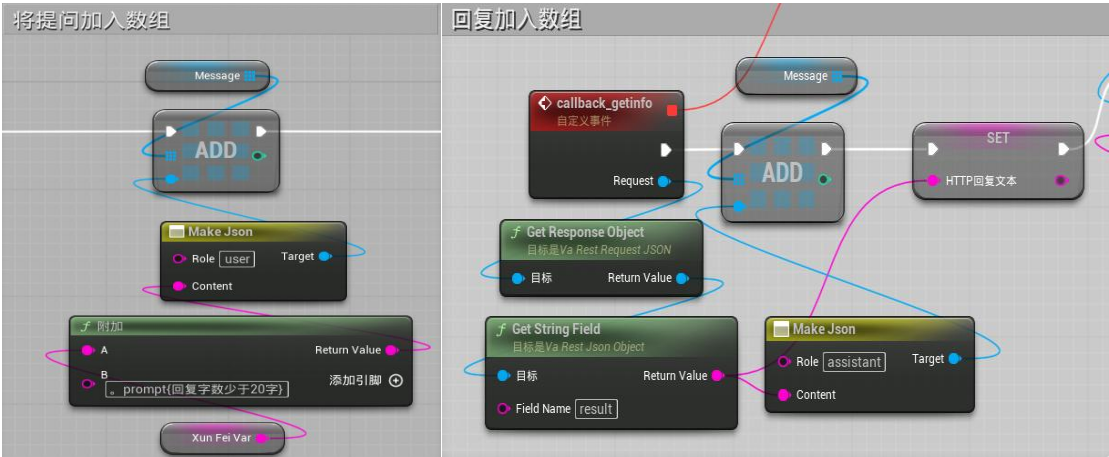 将提问加入数组
Message
ADD
Make Json
Role user
Target
Content
f 附加
A
Return Value
B
。prompt{回复字数少于20字}
添加引脚
Xun Fei Var
回复加入数组
Message
callback_getinfo
自定义事件
Request
ADD
SET
HTTP回复文本
f Get Response Object
目标是Va Rest Request JSON
目标
Return Value
f Get String Field
目标是Va Rest Json Object
目标
Return Value
Field Name result
Make Json
Role assistant
Target
Content